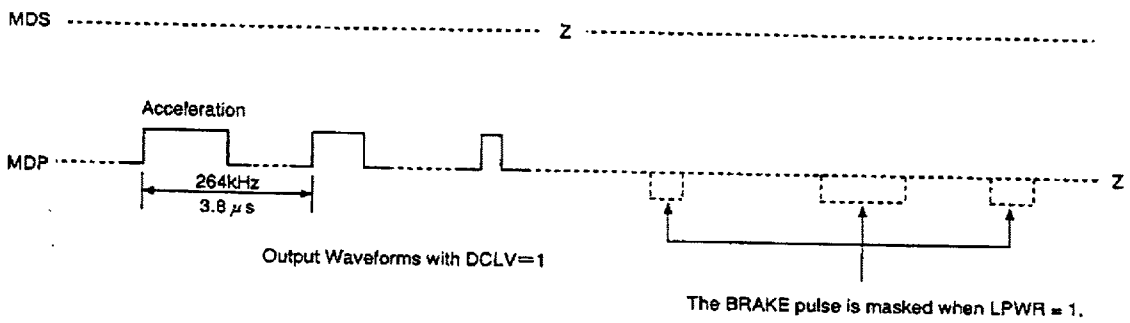 MDS Z
Acceleration
MDP Z
264kHz
3.8 μs
Output Waveforms with DCLV=1
The BRAKE pulse is masked when LPWR = 1.